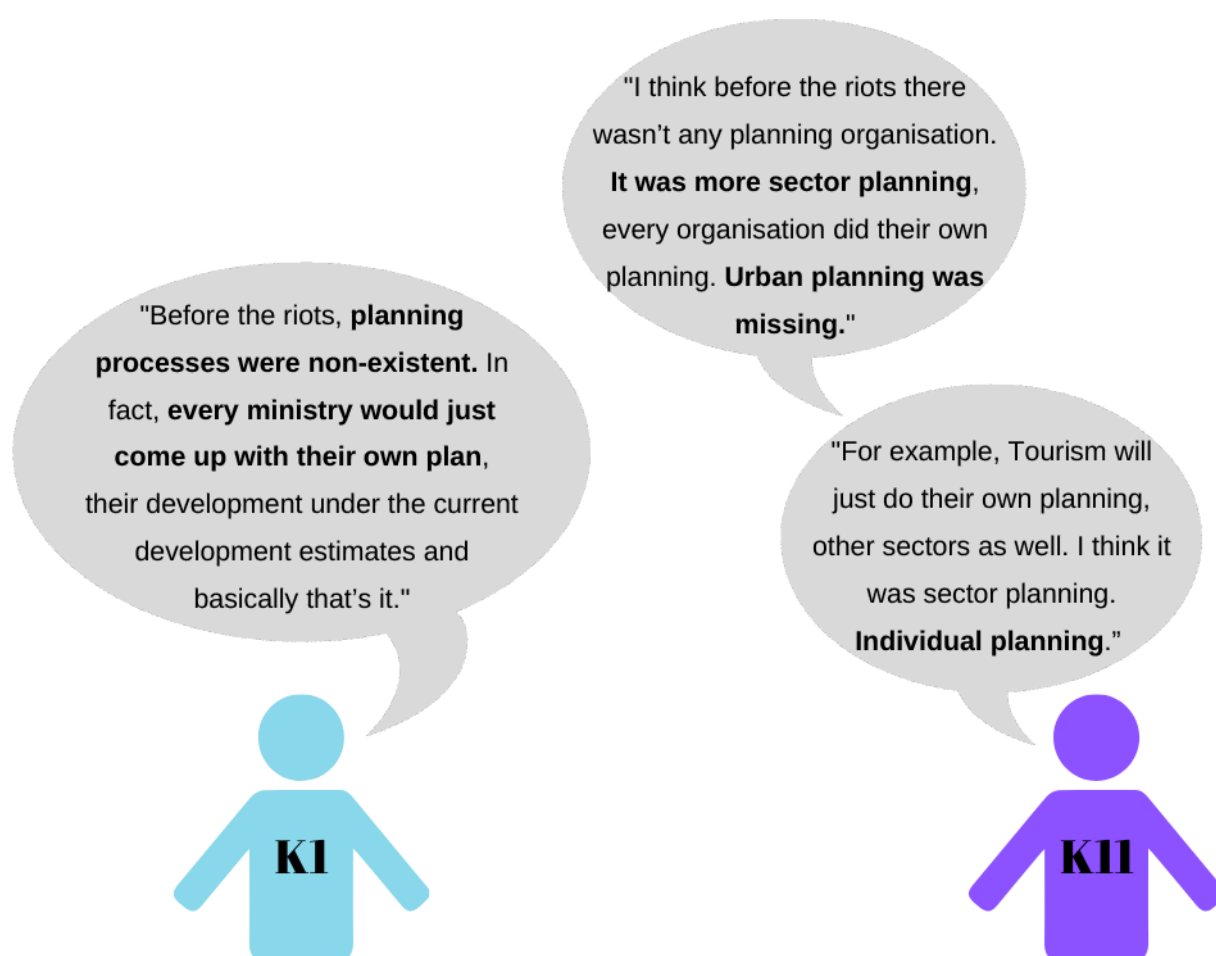 "I think before the riots there
wasn’t any planning organisation.
It was more sector planning,
every organisation did their own
planning. Urban planning was
missing."
"Before the riots, planning
processes were non-existent. In
fact, every ministry would just
come up with their own plan,
their development under the current
development estimates and
basically that’s it."
"For example, Tourism will
just do their own planning,
other sectors as well. I think it
was sector planning.
Individual planning.”
K1
K11